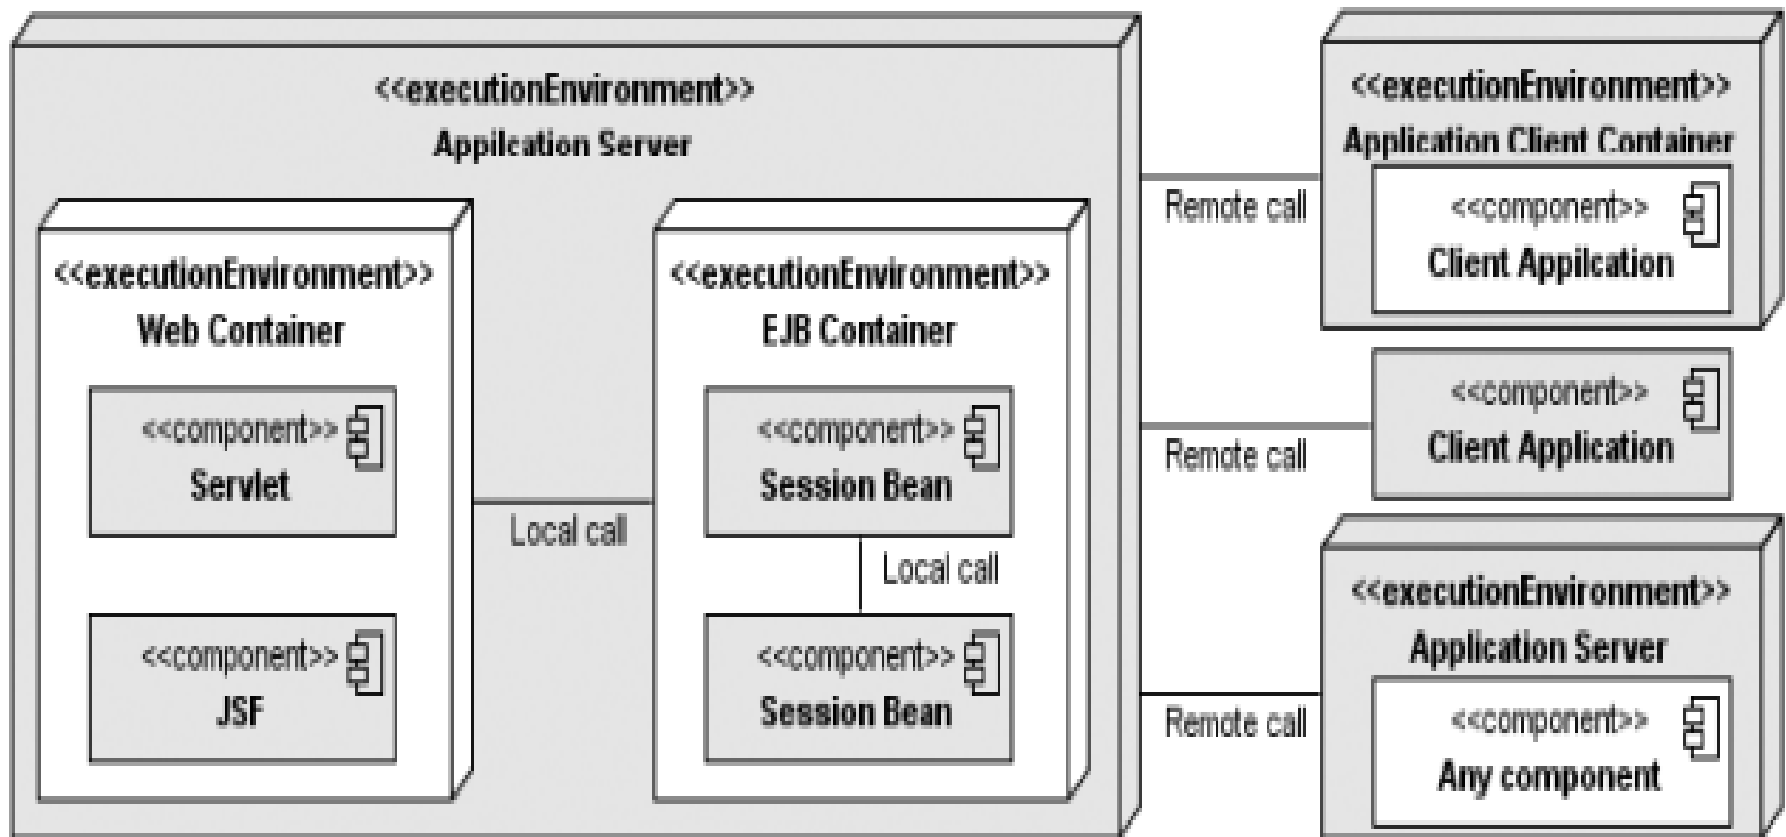 <<executionEnvironment>>
Appilcation Server
<<executionEnvironment>>
Web Container
<<component>>
Servlet
<<component>>
JSF
Local call
<<executionEnvironment>>
EJB Container
<<component>>
Session Bean
Local call
<<component>>
Session Bean
Remote call
<<executionEnvironment>>
Application Client Container
<<component>>
Client Appilcation
Remote call
<<component>>
Client Application
Remote call
<<executionEnvironment>>
Application Server
<<component>>
Any component